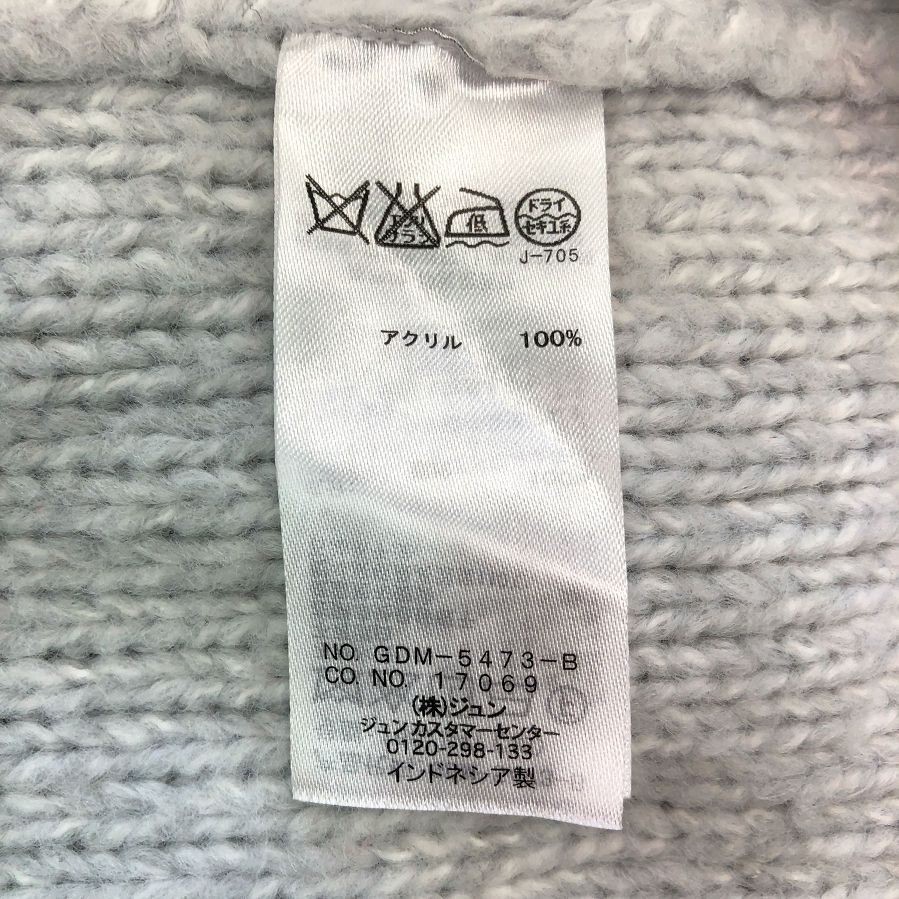 低
ドライ
セキユ系
J-705
アクリル 100%
NO. GDM-5473-B
CO NO. 17069
(株)ジュン
ジュンカスタマーセンター
0120-298-133
インドネシア製